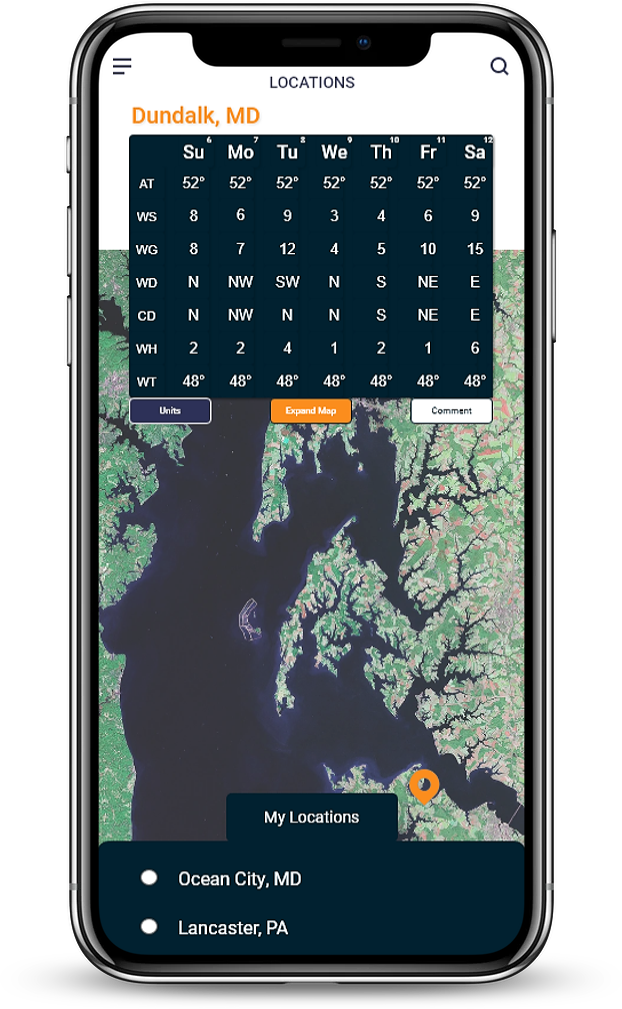 LOCATIONS
Dundalk, MD
Su 6 Mo 7 Tu 8 We 9 Th 10 Fr 11 Sa 12
AT 52° 52° 52° 52° 52° 52° 52°
WS 8 6 9 3 4 6 9
WG 8 7 12 4 5 10 15
WD N NW SW N S NE E
CD N NW N N S NE E
WH 2 2 4 1 2 1 6
WT 48° 48° 48° 48° 48° 48° 48°
Units Expand Map Comment
My Locations
Ocean City, MD
Lancaster, PA